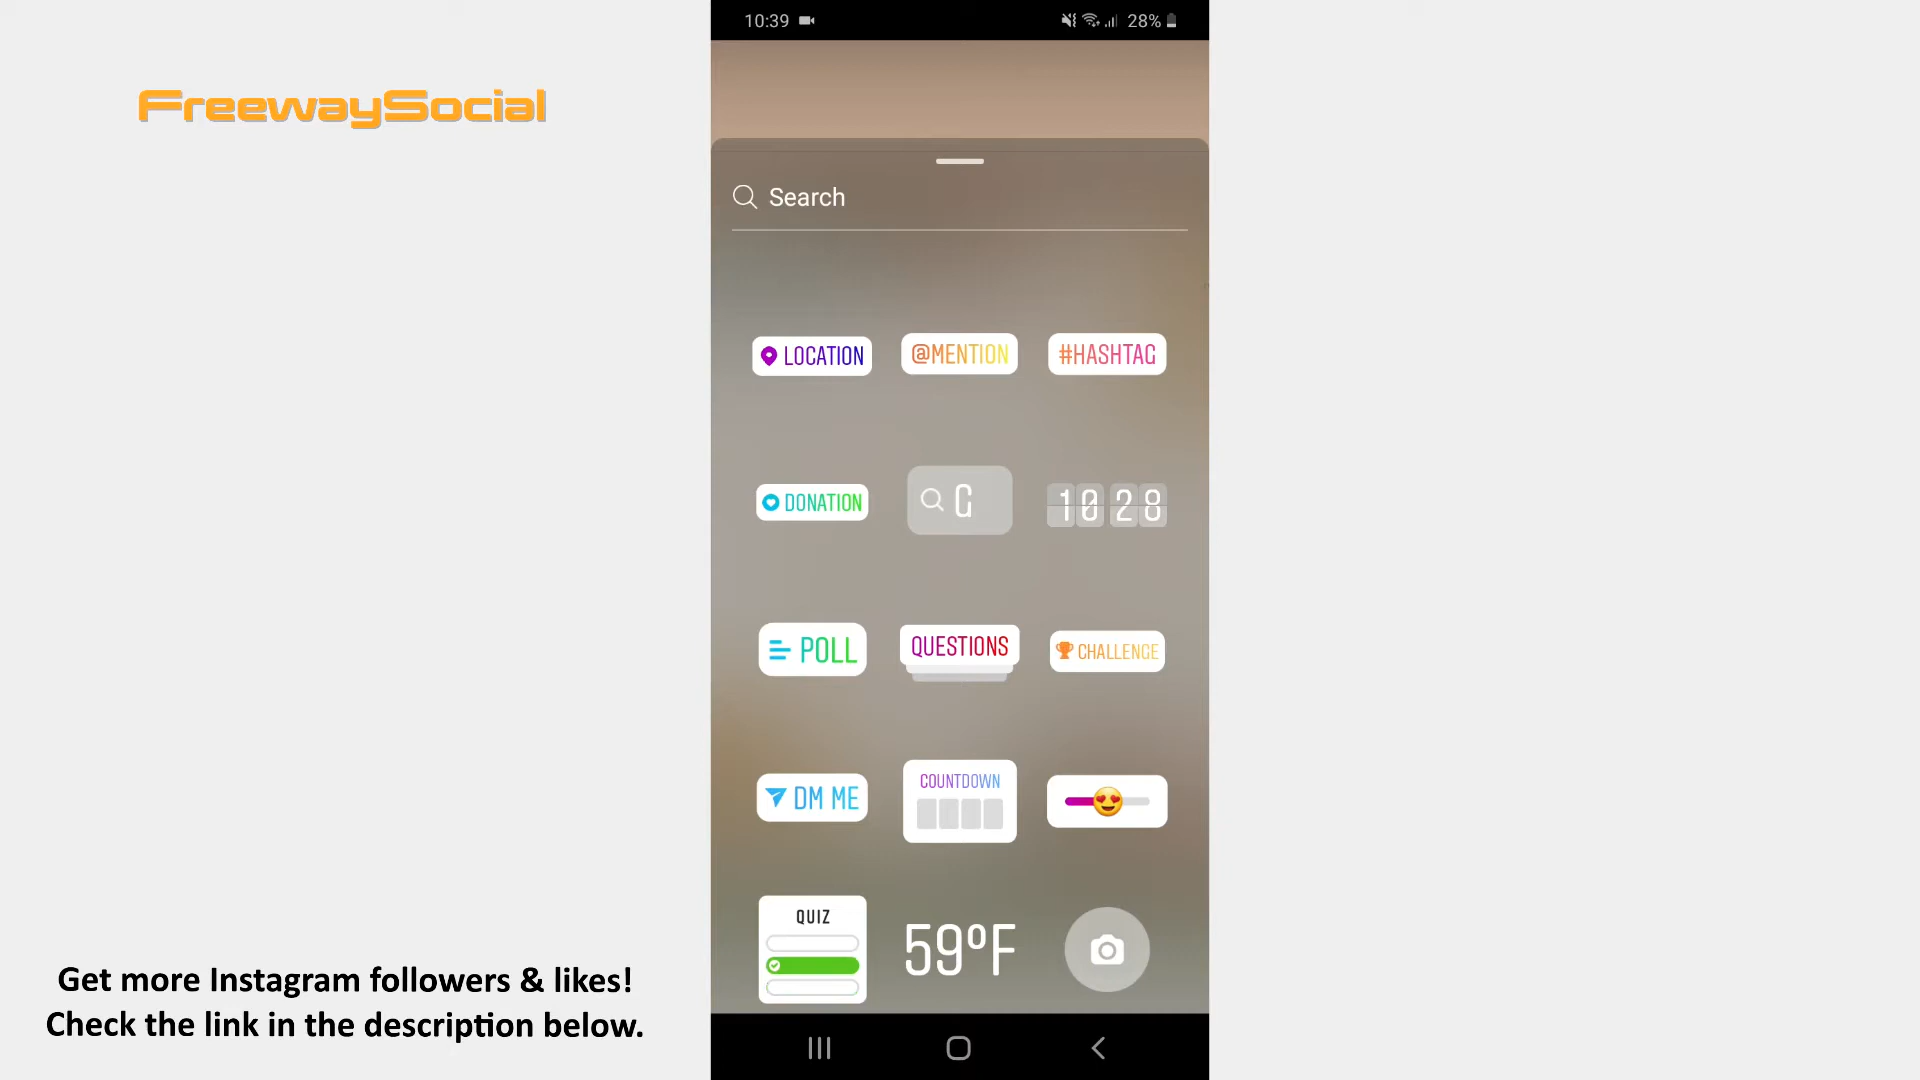 10:39
28%
FreewaySocial
Search
LOCATION
@MENTION
#HASHTAG
DONATION
G
10 28
POLL
QUESTIONS
CHALLENGE
DM ME
COUNTDOWN
QUIZ
59°F
Get more Instagram followers & likes!
Check the link in the description below.